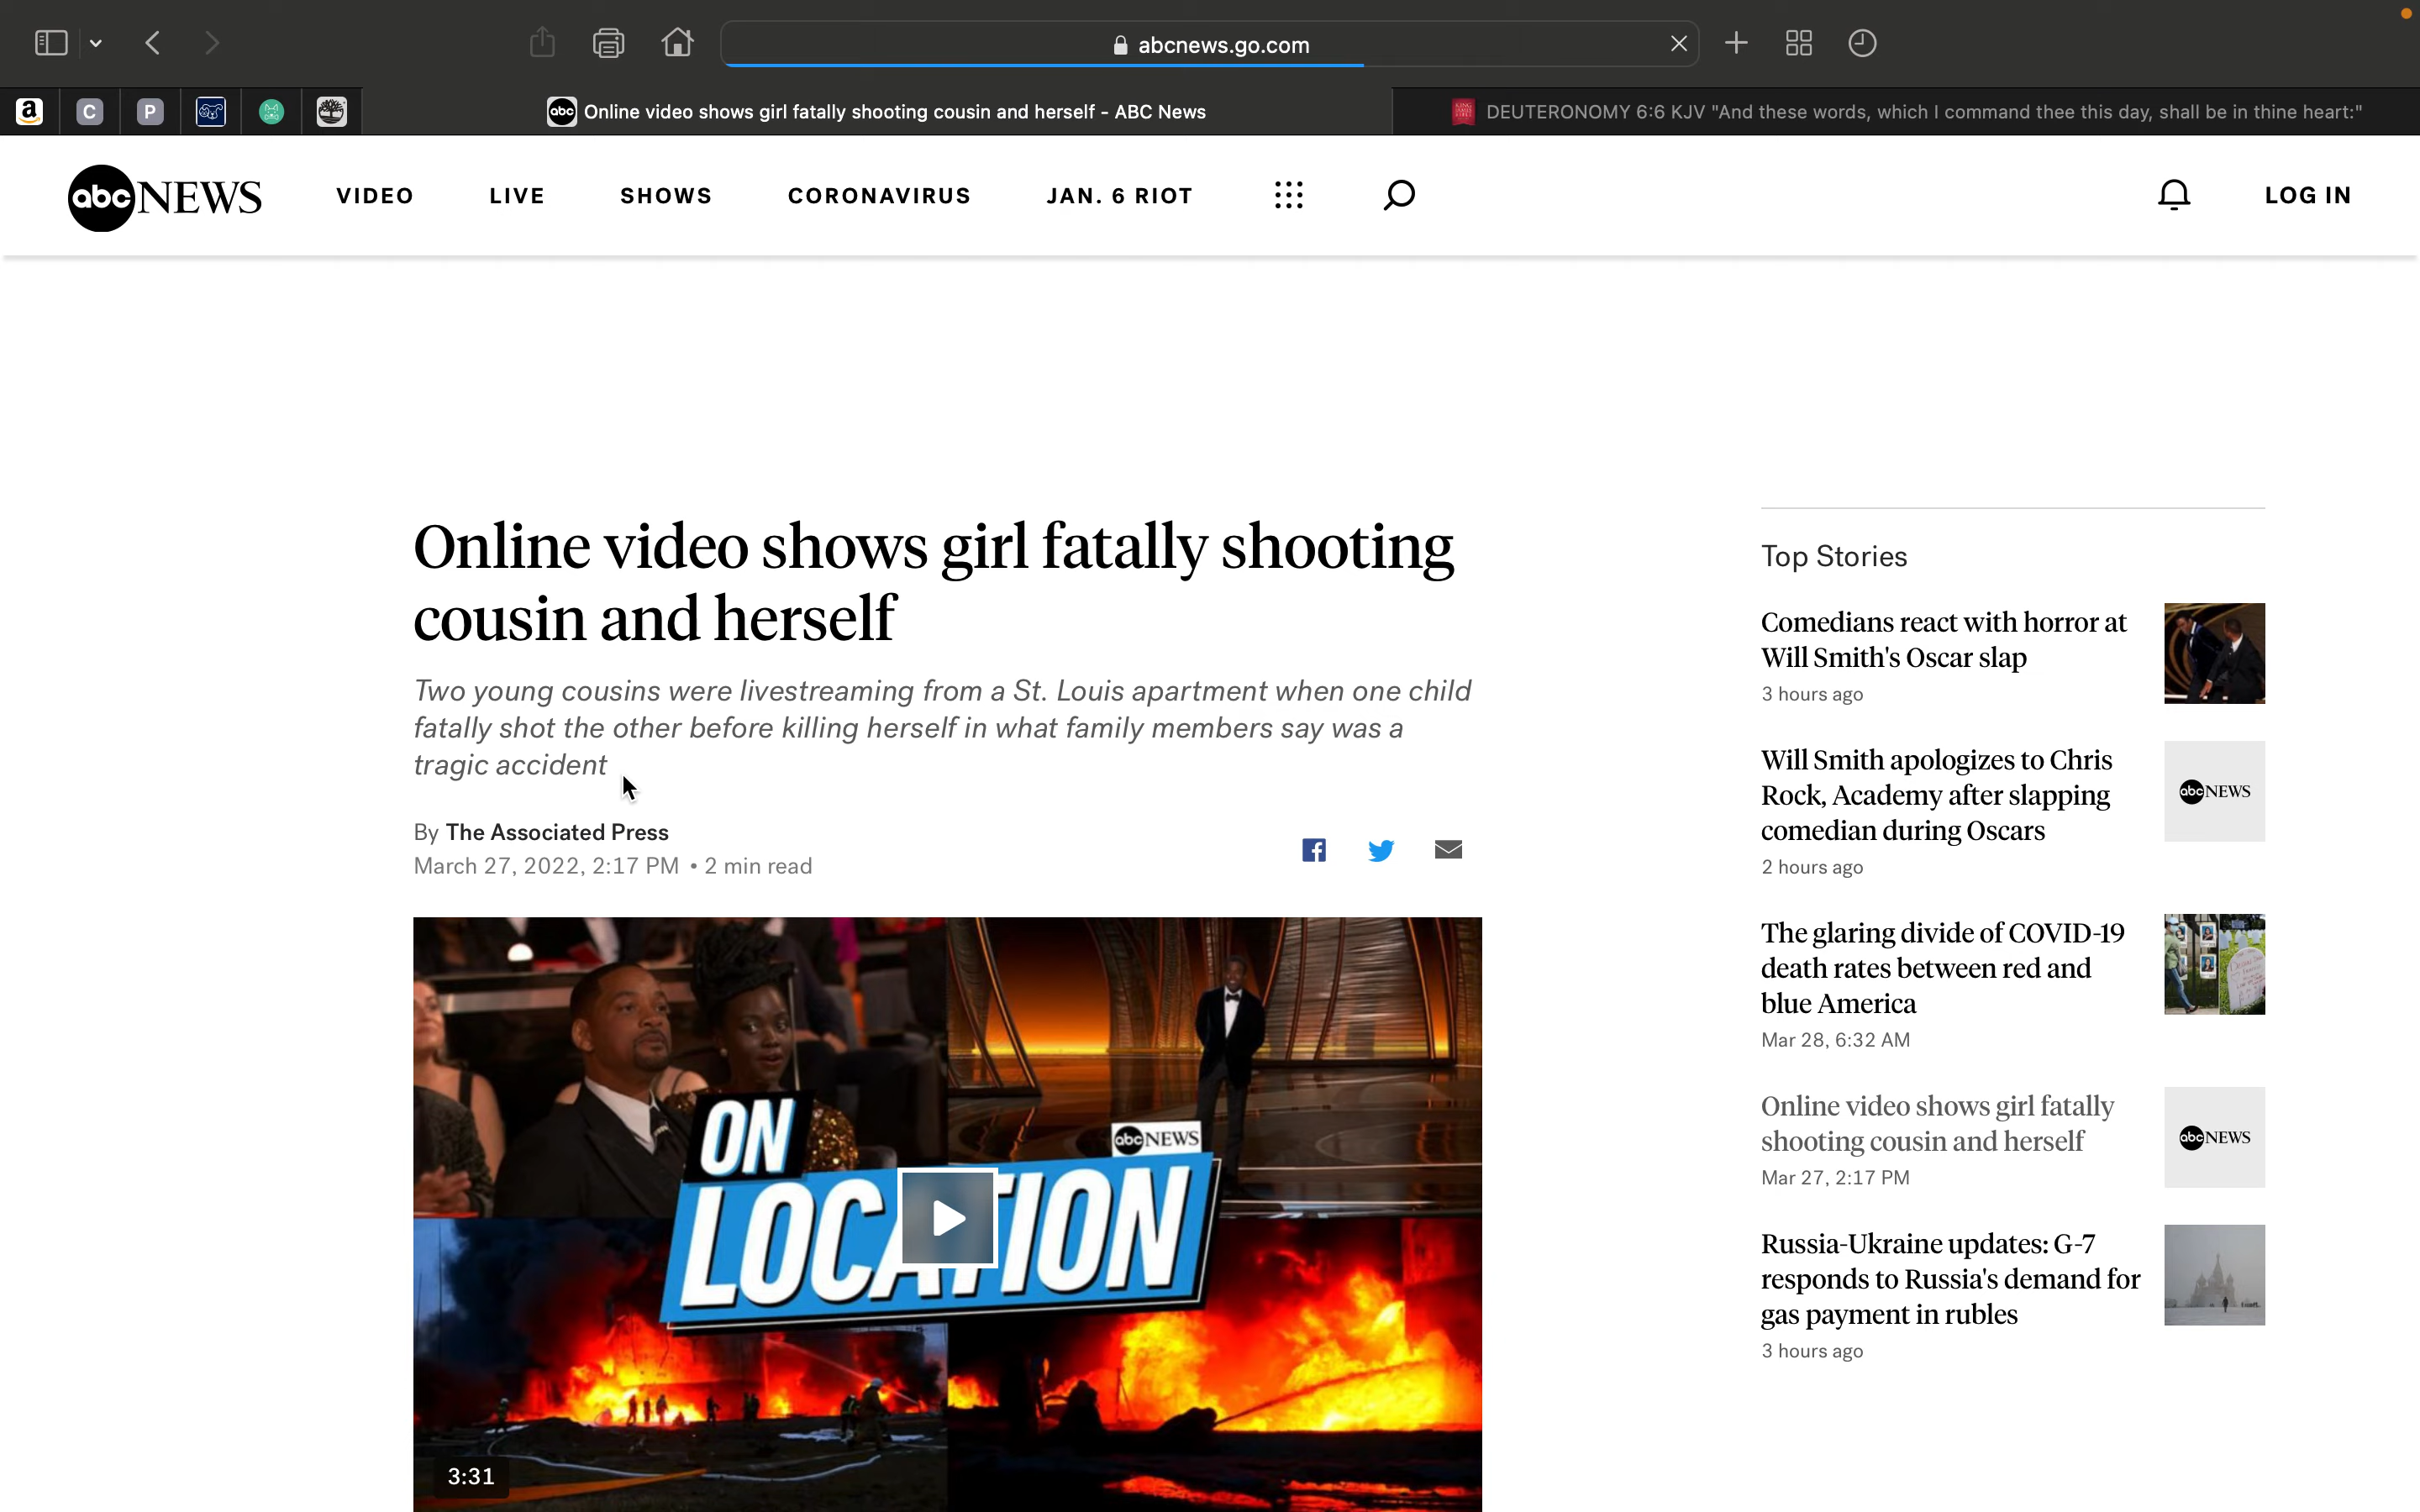 abcnews.go.com
a
C
P
abc Online video shows girl fatally shooting cousin and herself - ABC News
DEUTERONOMY 6:6 KJV "And these words, which I command thee this day, shall be in thine heart:"
abc NEWS
VIDEO
LIVE
SHOWS
CORONAVIRUS
JAN. 6 RIOT
LOG IN
Online video shows girl fatally shooting
cousin and herself
Two young cousins were livestreaming from a St. Louis apartment when one child
fatally shot the other before killing herself in what family members say was a
tragic accident
By The Associated Press
March 27, 2022, 2:17 PM • 2 min read
abc NEWS
ON
LOCATION
3:31
Top Stories
Comedians react with horror at
Will Smith's Oscar slap
3 hours ago
Will Smith apologizes to Chris
Rock, Academy after slapping
comedian during Oscars
2 hours ago
abc NEWS
The glaring divide of COVID-19
death rates between red and
blue America
Mar 28, 6:32 AM
Online video shows girl fatally
shooting cousin and herself
Mar 27, 2:17 PM
abc NEWS
Russia-Ukraine updates: G-7
responds to Russia's demand for
gas payment in rubles
3 hours ago